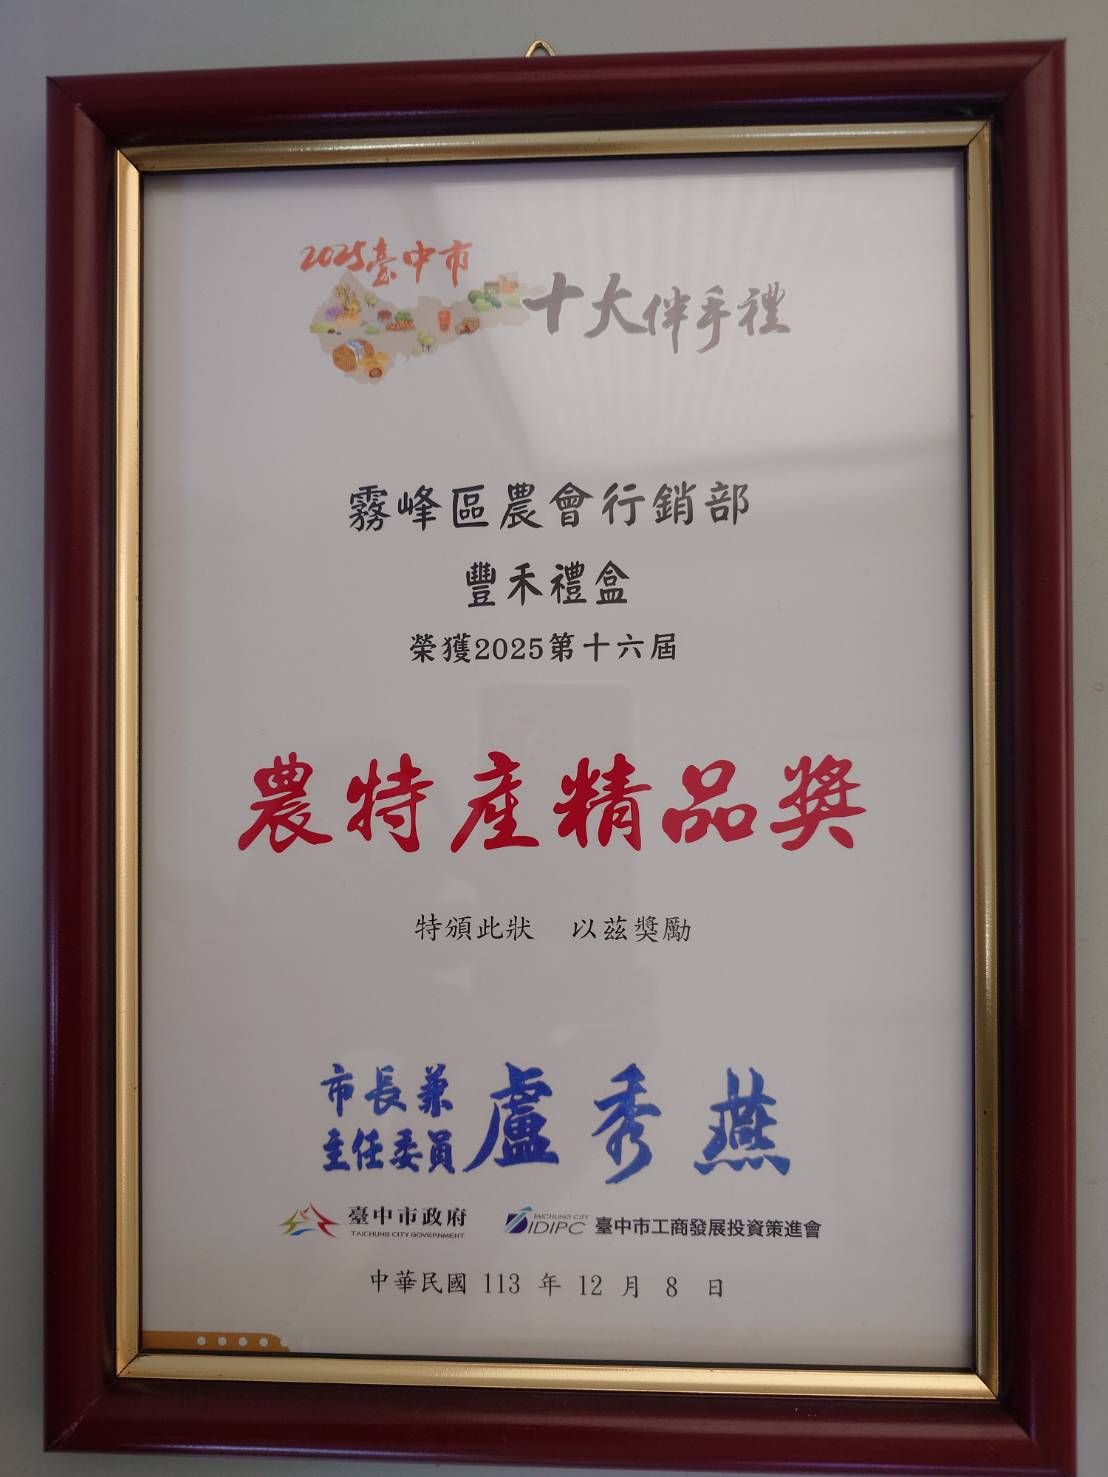 2025臺中市
十大伴手禮
霧峰區農會行銷部
豐禾禮盒
榮獲2025第十六屆
農特產精品獎
特頒此狀 以茲獎勵
市長兼
主任委員 盧秀燕
臺中市政府
TAICHUNG CITY GOVERNMENT
TAICHUNG CITY
IDIPC 臺中市工商發展投資策進會
中華民國 113 年 12 月 8 日